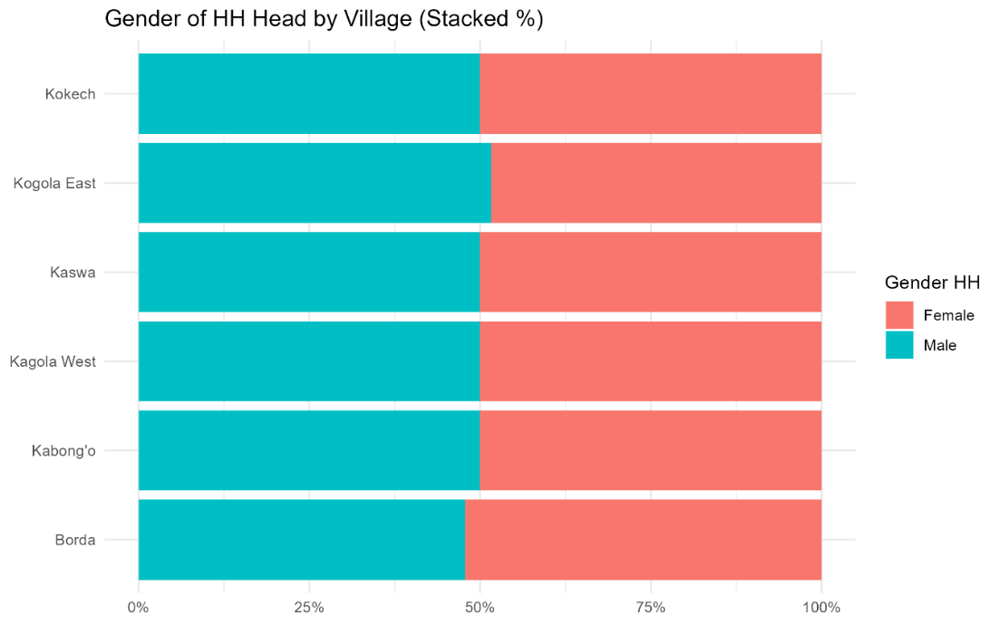 Gender of HH Head by Village (Stacked %)
Kokech
Kogola East
Kaswa
Kagola West
Kabong'o
Borda
0% 25% 50% 75% 100%
Gender HH
Female
Male